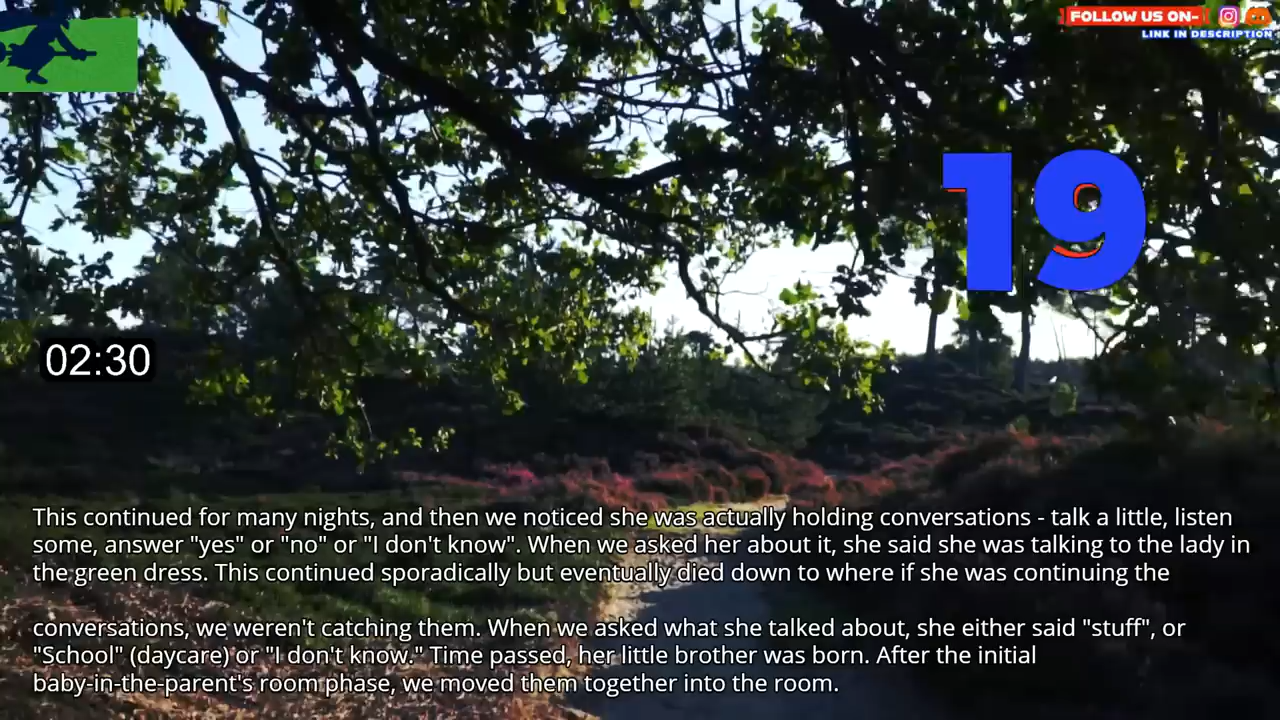 FOLLOW US ON-
LINK IN DESCRIPTION
19
02:30
This continued for many nights, and then we noticed she was actually holding conversations - talk a little, listen
some, answer "yes" or "no" or "I don't know". When we asked her about it, she said she was talking to the lady in
the green dress. This continued sporadically but eventually died down to where if she was continuing the
conversations, we weren't catching them. When we asked what she talked about, she either said "stuff", or
"School" (daycare) or "I don't know." Time passed, her little brother was born. After the initial
baby-in-the-parent's room phase, we moved them together into the room.